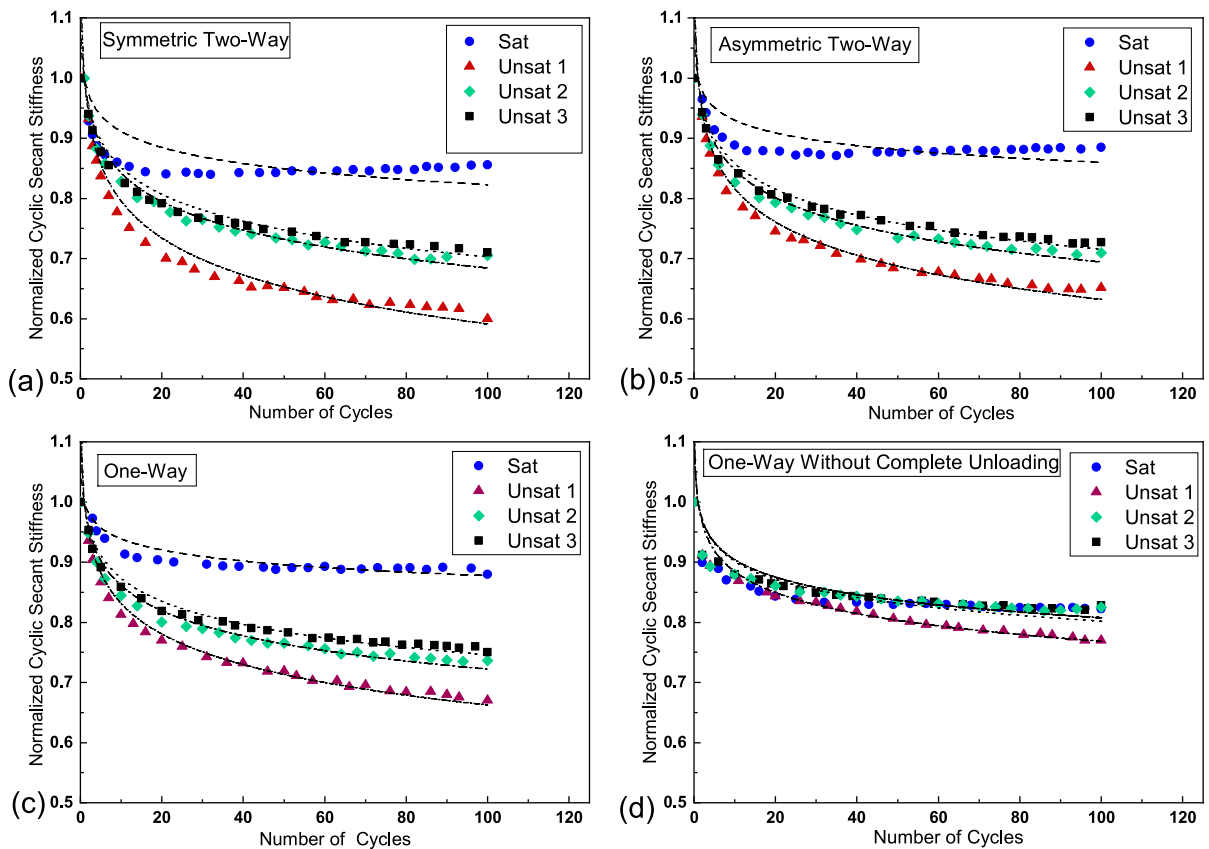 Symmetric Two-Way
Sat
Unsat 1
Unsat 2
Unsat 3
Normalized Cyclic Secant Stiffness
1.1
1.0
0.9
0.8
0.7
0.6
0.5
0 20 40 60 80 100 120
Number of Cycles
(a)
Asymmetric Two-Way
Sat
Unsat 1
Unsat 2
Unsat 3
Normalized Cyclic Secant Stiffness
1.1
1.0
0.9
0.8
0.7
0.6
0.5
0 20 40 60 80 100 120
Number of Cycles
(b)
One-Way
Sat
Unsat 1
Unsat 2
Unsat 3
Normalized Cyclic Secant Stiffness
1.1
1.0
0.9
0.8
0.7
0.6
0.5
0 20 40 60 80 100 120
Number of Cycles
(c)
One-Way Without Complete Unloading
Sat
Unsat 1
Unsat 2
Unsat 3
Normalized Cyclic Secant Stiffness
1.1
1.0
0.9
0.8
0.7
0.6
0.5
0 20 40 60 80 100 120
Number of Cycles
(d)